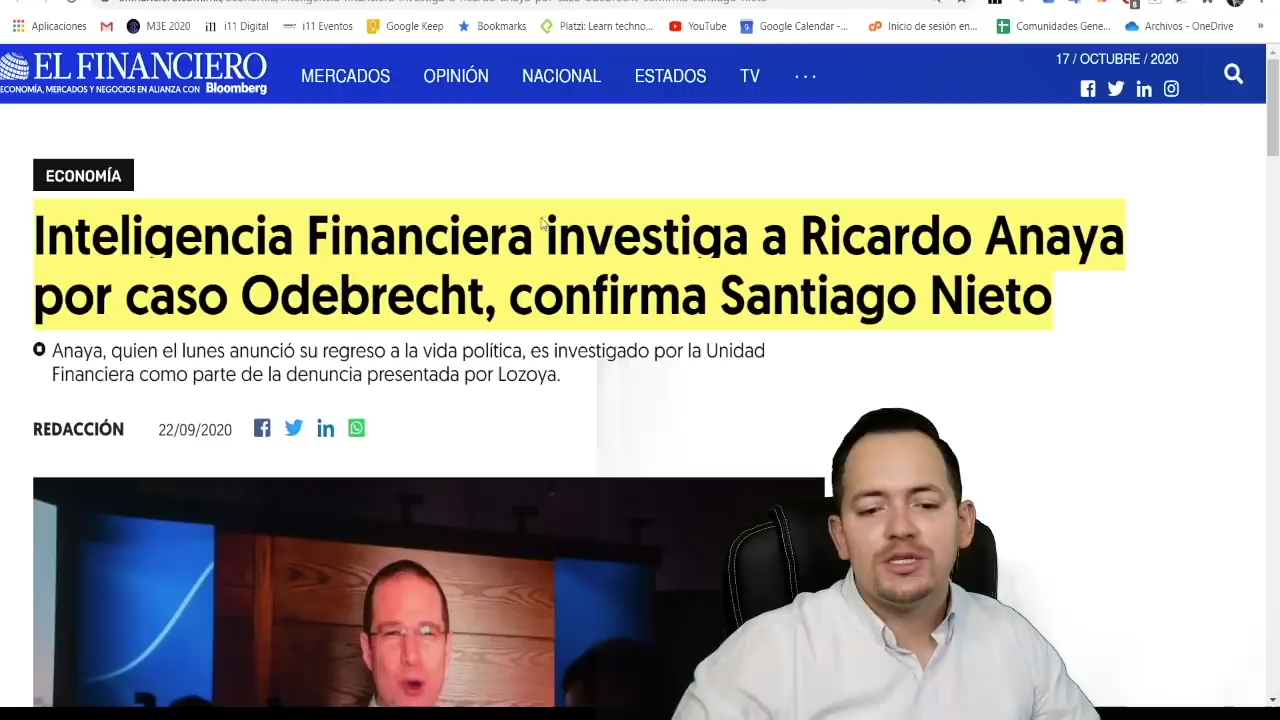 Aplicaciones M3E 2020 i11 Digital i11 Eventos Google Keep Bookmarks Platzi: Learn techno... YouTube Google Calendar -... Inicio de sesión en... Comunidades Gene... Archivos - OneDrive »
EL FINANCIERO
ECONOMÍA, MERCADOS Y NEGOCIOS EN ALIANZA CON Bloomberg
MERCADOS OPINIÓN NACIONAL ESTADOS TV ...
17 / OCTUBRE / 2020
ECONOMÍA
Inteligencia Financiera investiga a Ricardo Anaya
por caso Odebrecht, confirma Santiago Nieto
Anaya, quien el lunes anunció su regreso a la vida política, es investigado por la Unidad
Financiera como parte de la denuncia presentada por Lozoya.
REDACCIÓN 22/09/2020